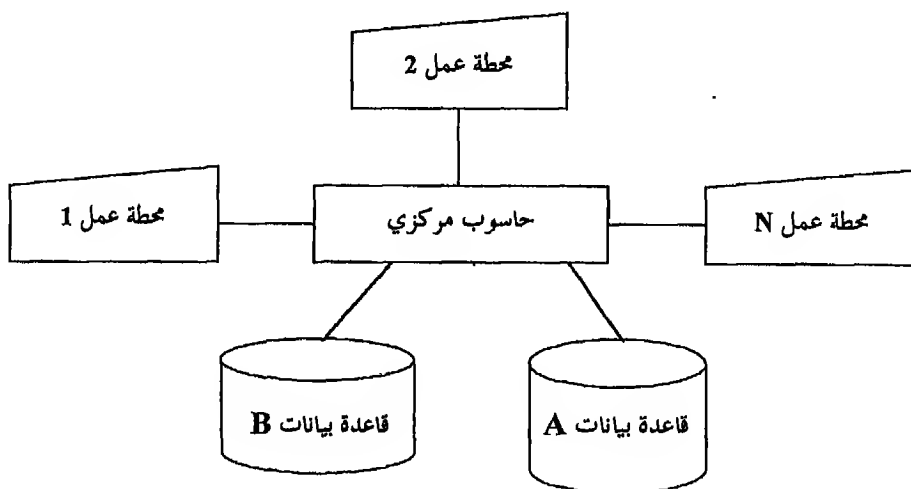 محطة عمل 2
محطة عمل 1
حاسوب مركزي
محطة عمل N
قاعدة بيانات B
قاعدة بيانات A